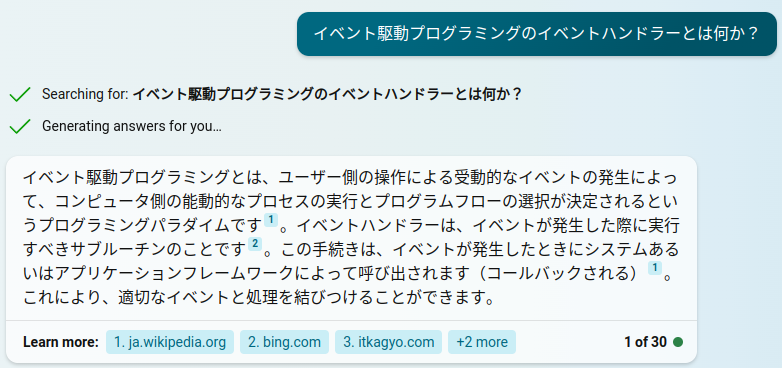 イベント駆動プログラミングのイベントハンドラーとは何か？
Searching for: イベント駆動プログラミングのイベントハンドラーとは何か？
Generating answers for you…
イベント駆動プログラミングとは、ユーザー側の操作による受動的なイベントの発生によっ
て、コンピュータ側の能動的なプロセスの実行とプログラムフローの選択が決定されるとい
うプログラミングパラダイムです 1 。イベントハンドラーは、イベントが発生した際に実行
すべきサブルーチンのことです 2 。この手続きは、イベントが発生したときにシステムある
いはアプリケーションフレームワークによって呼び出されます（コールバックされる） 1 。
これにより、適切なイベントと処理を結びつけることができます。
Learn more: 1. ja.wikipedia.org 2. bing.com 3. itkagyo.com +2 more 1 of 30